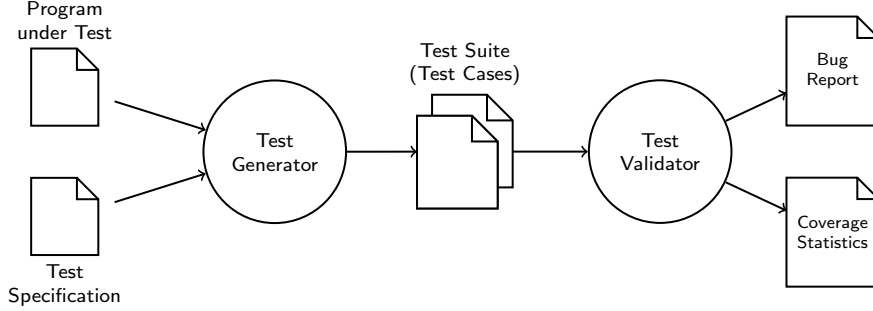 Program
under Test
Test
Specification
Test
Generator
Test Suite
(Test Cases)
Test
Validator
Bug
Report
Coverage
Statistics